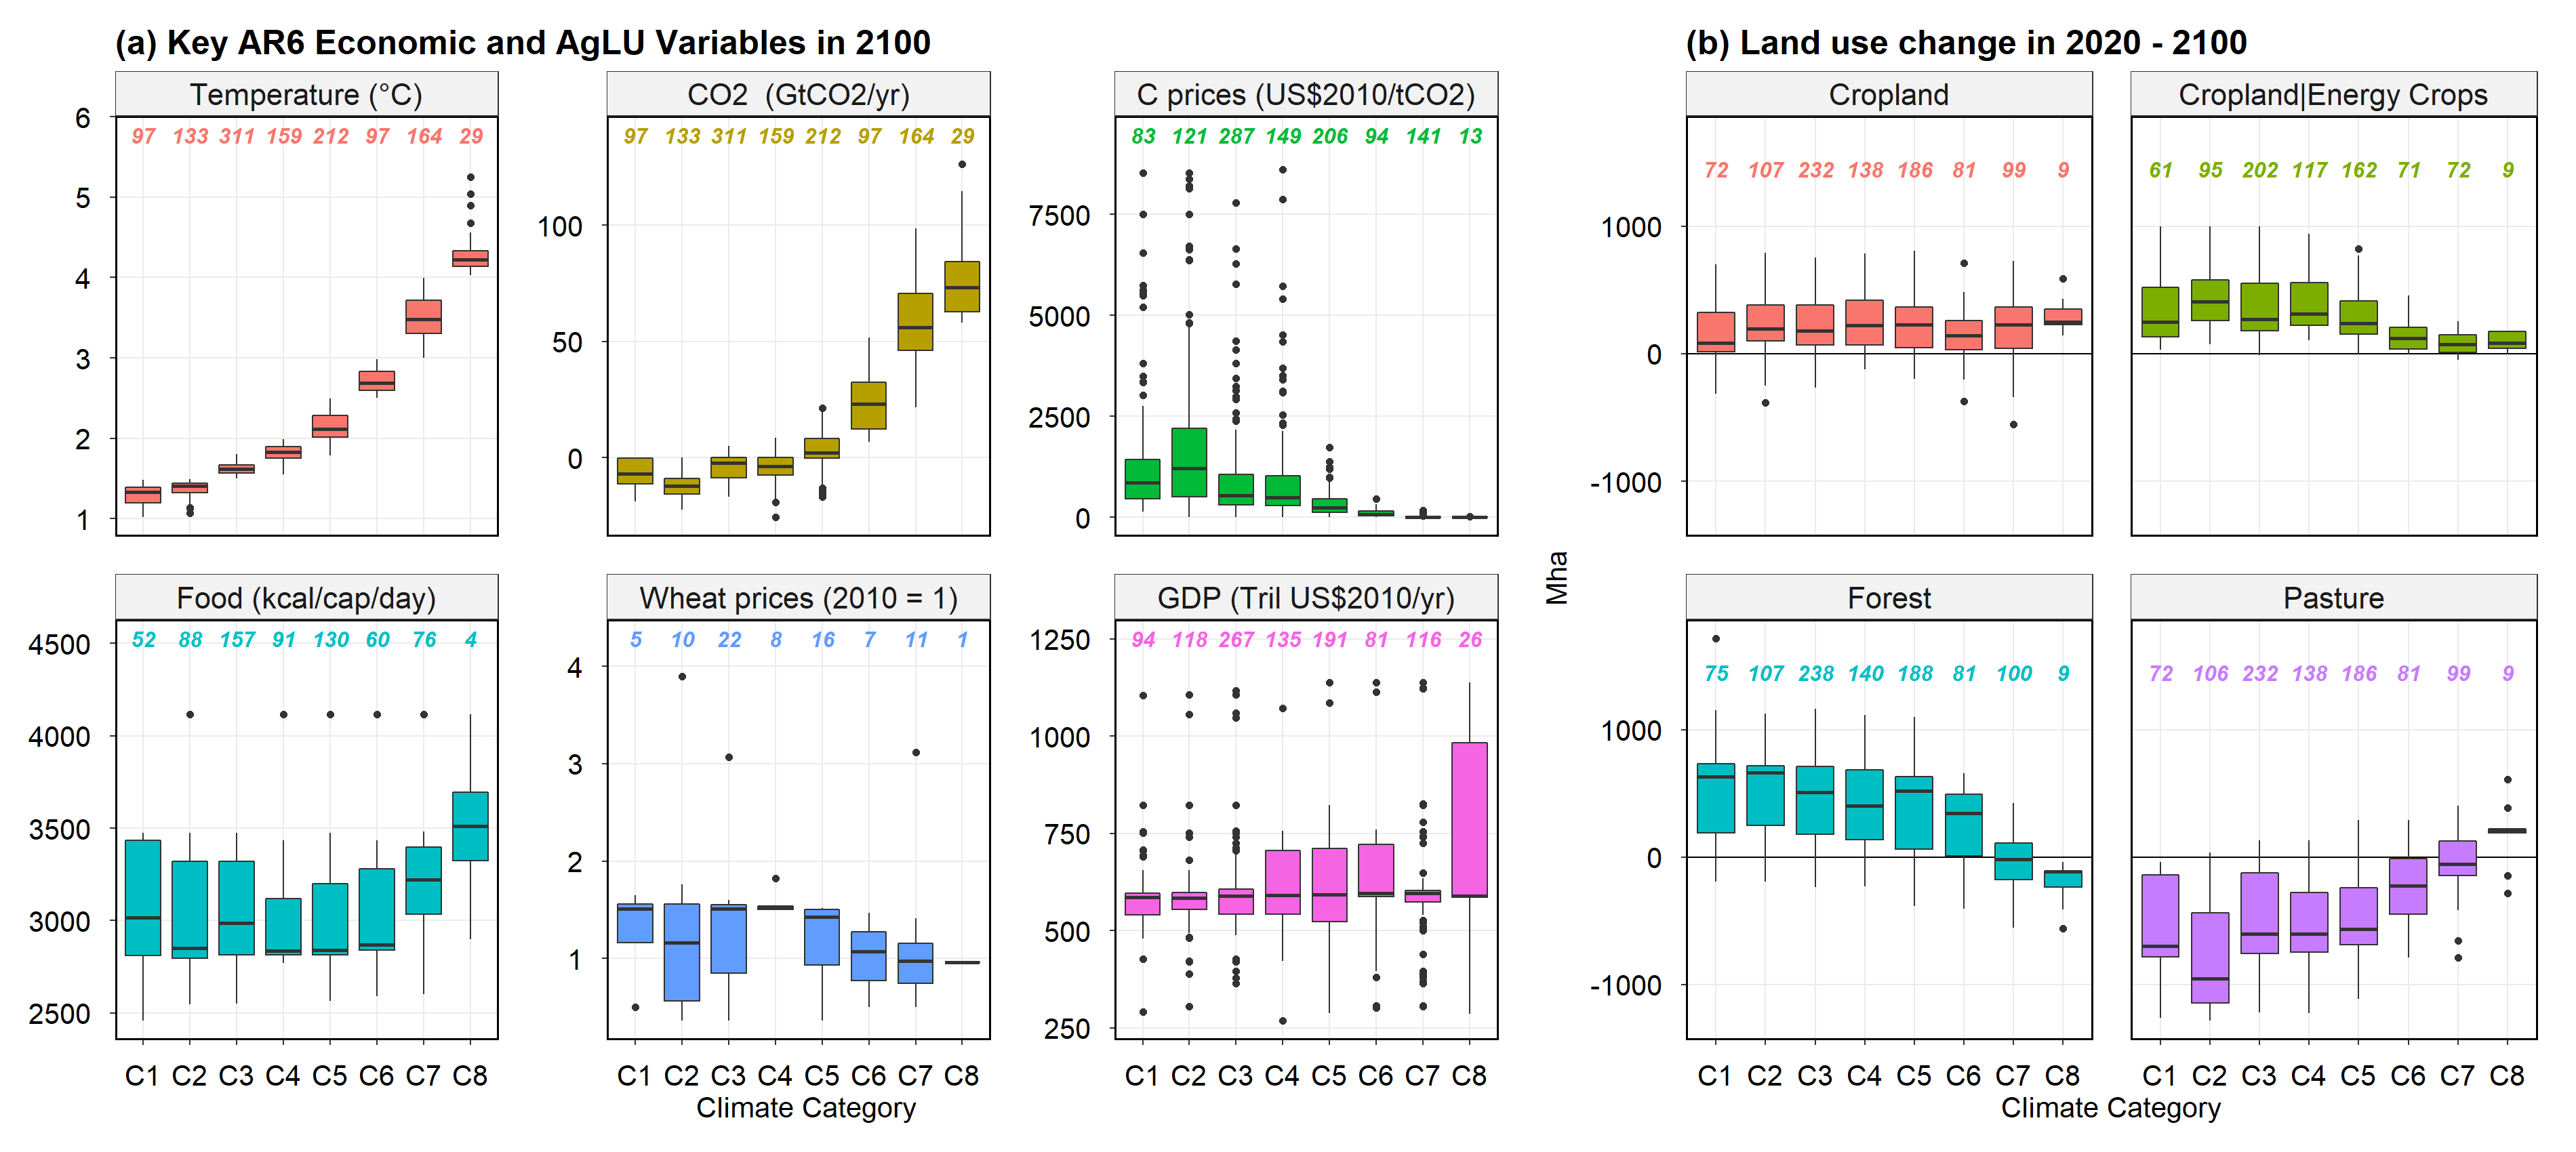 (a) Key AR6 Economic and AgLU Variables in 2100
Temperature (°C)
CO2 (GtCO2/yr)
C prices (US$2010/tCO2)
6
5
4
3
2
1
97 133 311 159 212 97 164 29
100
50
0
97 133 311 159 212 97 164 29
7500
5000
2500
0
83 121 287 149 206 94 141 13
Food (kcal/cap/day)
Wheat prices (2010 = 1)
GDP (Tril US$2010/yr)
4500
4000
3500
3000
2500
52 88 157 91 130 60 76 4
4
3
2
1
5 10 22 8 16 7 11 1
1250
1000
750
500
250
94 118 267 135 191 81 116 26
C1 C2 C3 C4 C5 C6 C7 C8
C1 C2 C3 C4 C5 C6 C7 C8
C1 C2 C3 C4 C5 C6 C7 C8
Climate Category
(b) Land use change in 2020 - 2100
Mha
Cropland
Cropland|Energy Crops
1000
0
-1000
72 107 232 138 186 81 99 9
61 95 202 117 162 71 72 9
Forest
Pasture
1000
0
-1000
75 107 238 140 188 81 100 9
72 106 232 138 186 81 99 9
C1 C2 C3 C4 C5 C6 C7 C8
C1 C2 C3 C4 C5 C6 C7 C8
Climate Category